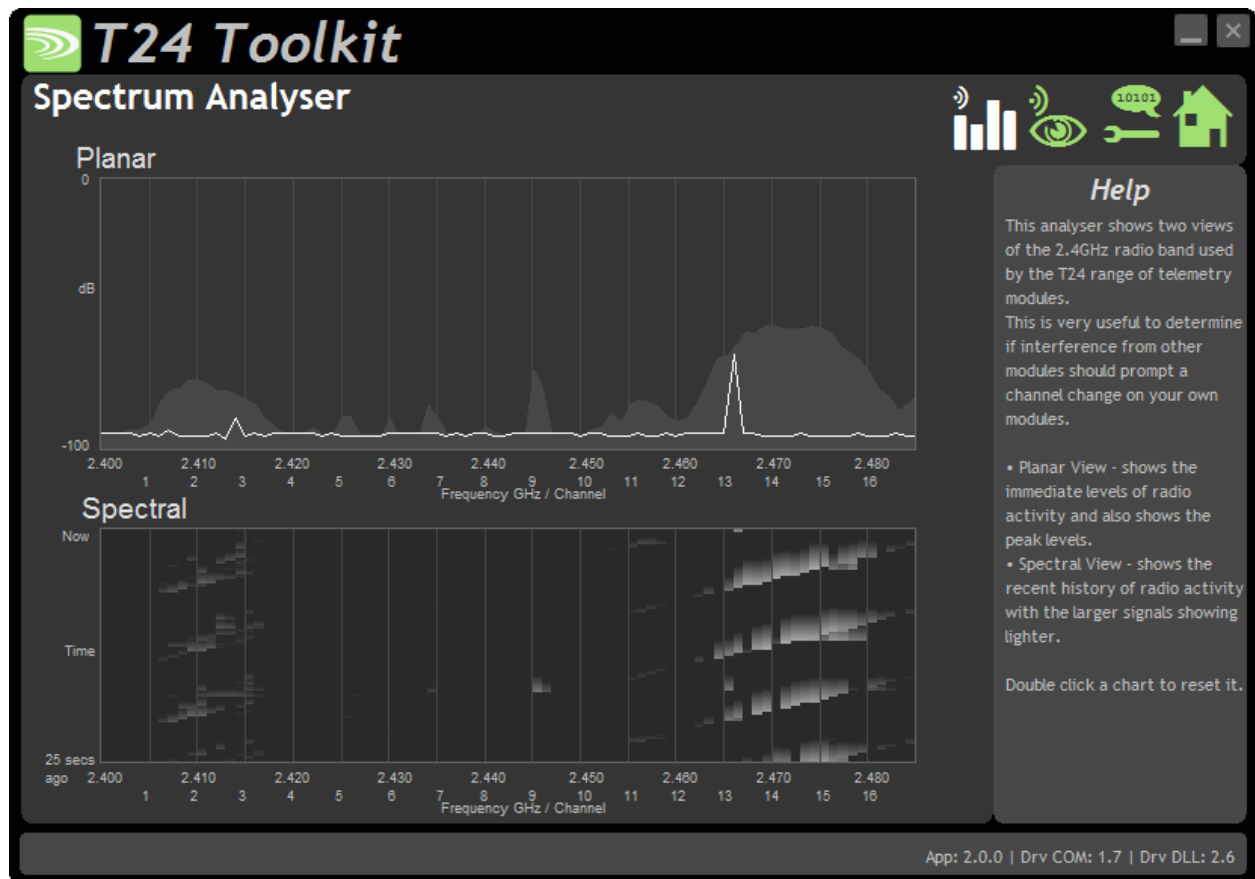 T24 Toolkit
Spectrum Analyser
10101
Planar
0
dB
-100
2.400 2.410 2.420 2.430 2.440 2.450 2.460 2.470 2.480
1 2 3 4 5 6 7 8 9 10 11 12 13 14 15 16
Frequency GHz / Channel
Spectral
Now
Time
25 secs
ago
2.400 2.410 2.420 2.430 2.440 2.450 2.460 2.470 2.480
1 2 3 4 5 6 7 8 9 10 11 12 13 14 15 16
Frequency GHz / Channel
Help
This analyser shows two views
of the 2.4GHz radio band used
by the T24 range of telemetry
modules.
This is very useful to determine
if interference from other
modules should prompt a
channel change on your own
modules.
• Planar View - shows the
immediate levels of radio
activity and also shows the
peak levels.
• Spectral View - shows the
recent history of radio activity
with the larger signals showing
lighter.
Double click a chart to reset it.
App: 2.0.0 | Drv COM: 1.7 | Drv DLL: 2.6